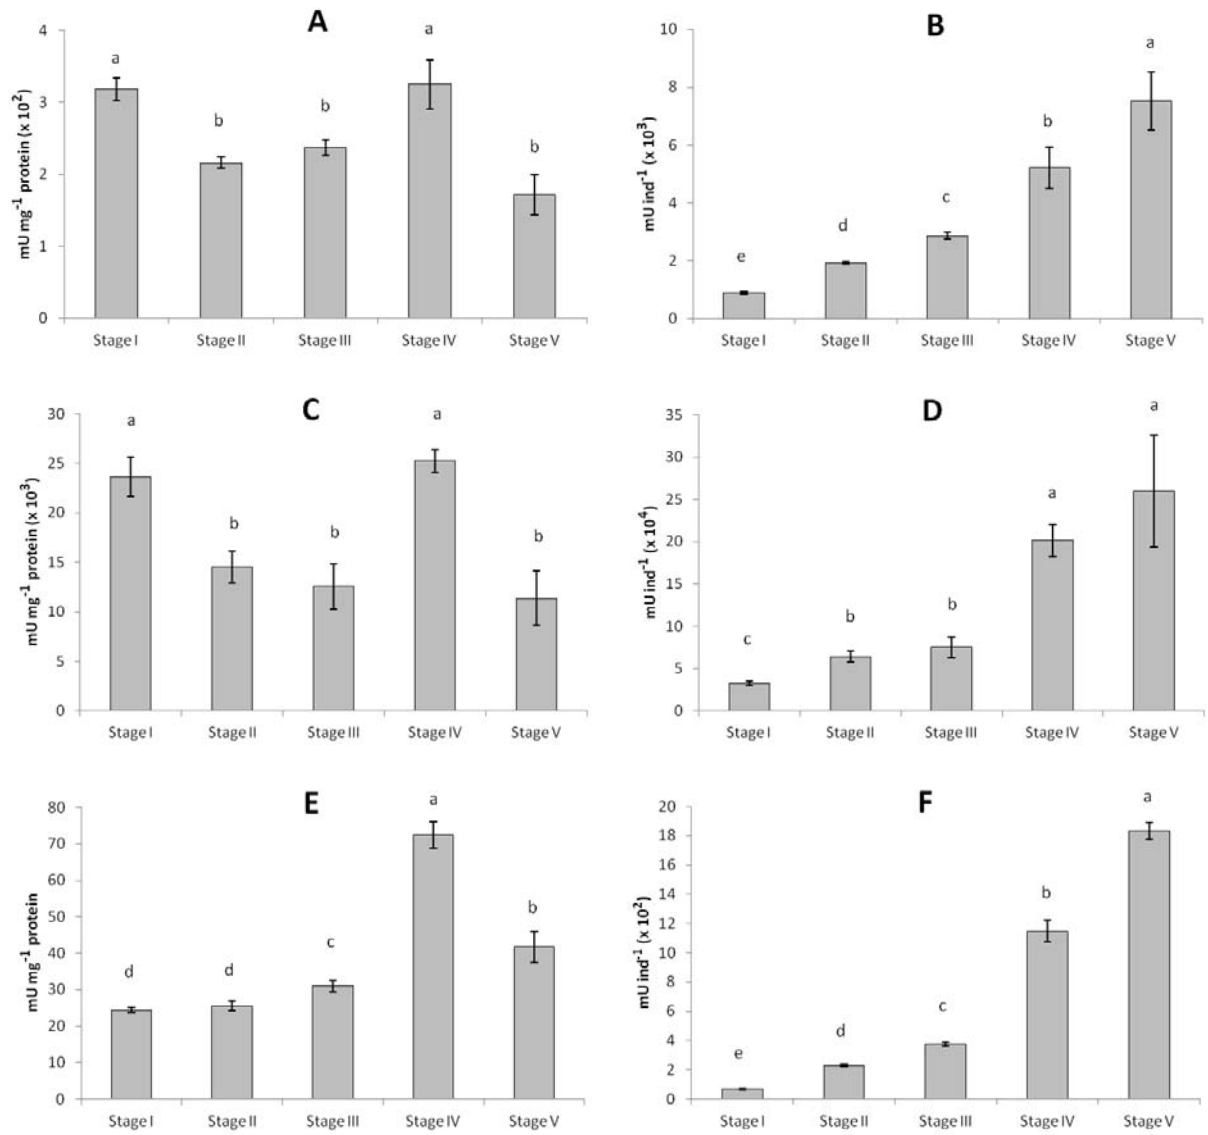 A
mU mg⁻¹ protein (x 10²)
4
3
2
1
0
a
b
b
a
b
Stage I Stage II Stage III Stage IV Stage V
B
mU ind⁻¹ (x 10³)
10
8
6
4
2
0
e
d
c
b
a
Stage I Stage II Stage III Stage IV Stage V
C
mU mg⁻¹ protein (x 10³)
30
25
20
15
10
5
0
a
b
b
a
b
Stage I Stage II Stage III Stage IV Stage V
D
mU ind⁻¹ (x 10⁴)
35
30
25
20
15
10
5
0
c
b
b
a
a
Stage I Stage II Stage III Stage IV Stage V
E
mU mg⁻¹ protein
80
70
60
50
40
30
20
10
0
d
d
c
a
b
Stage I Stage II Stage III Stage IV Stage V
F
mU ind⁻¹ (x 10²)
20
18
16
14
12
10
8
6
4
2
0
e
d
c
b
a
Stage I Stage II Stage III Stage IV Stage V